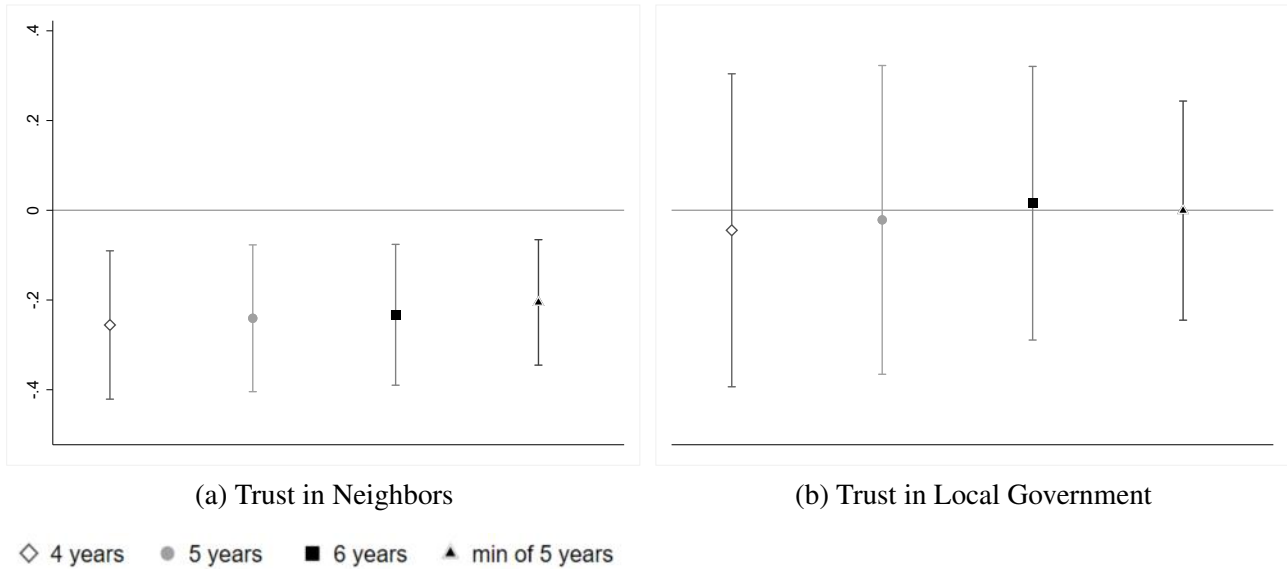 .4
.2
0
-.2
-.4
(a) Trust in Neighbors
(b) Trust in Local Government
4 years 5 years 6 years min of 5 years